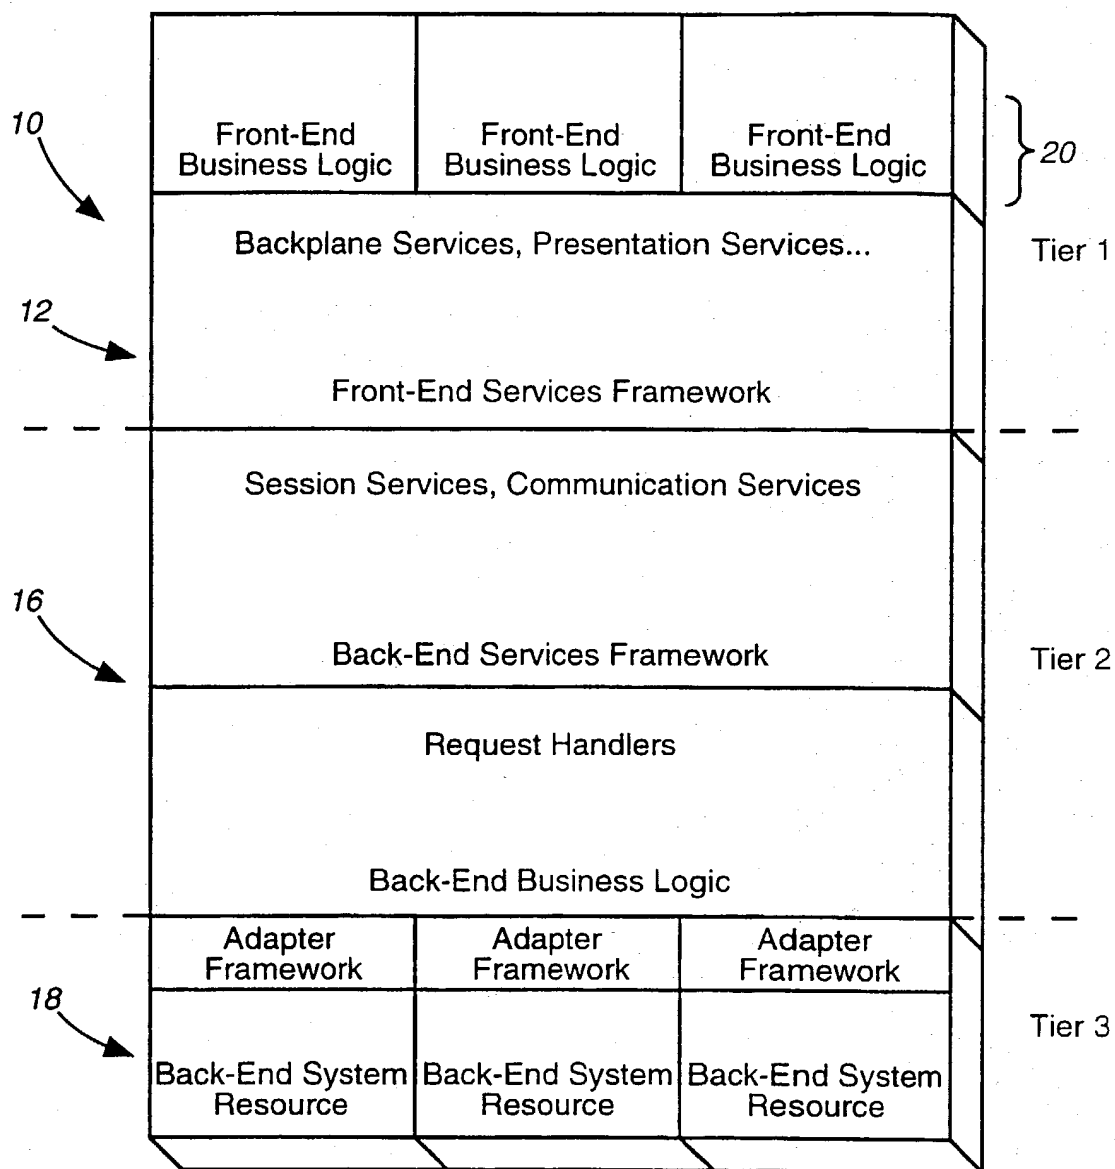 Front-End Business Logic
Front-End Business Logic
Front-End Business Logic
10
20
Backplane Services, Presentation Services...
Tier 1
12
Front-End Services Framework
Session Services, Communication Services
16
Back-End Services Framework
Tier 2
Request Handlers
Back-End Business Logic
Adapter Framework
Adapter Framework
Adapter Framework
18
Tier 3
Back-End System Resource
Back-End System Resource
Back-End System Resource